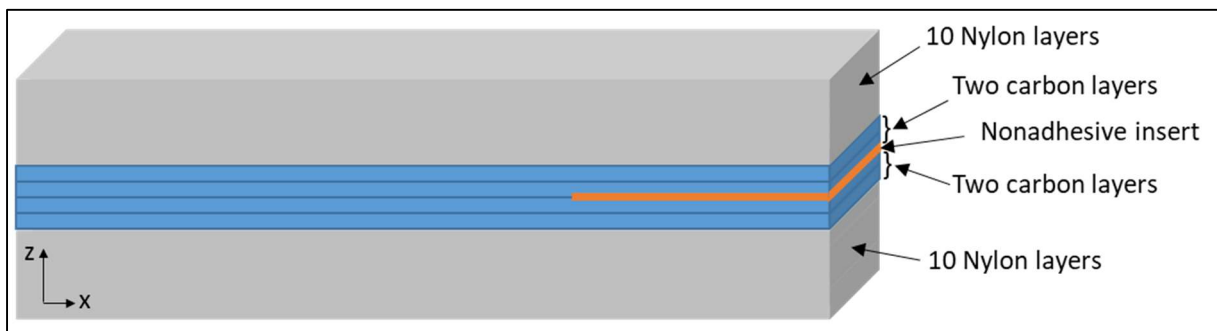 10 Nylon layers
Two carbon layers
}
Nonadhesive insert
}
Two carbon layers
10 Nylon layers
Z
X